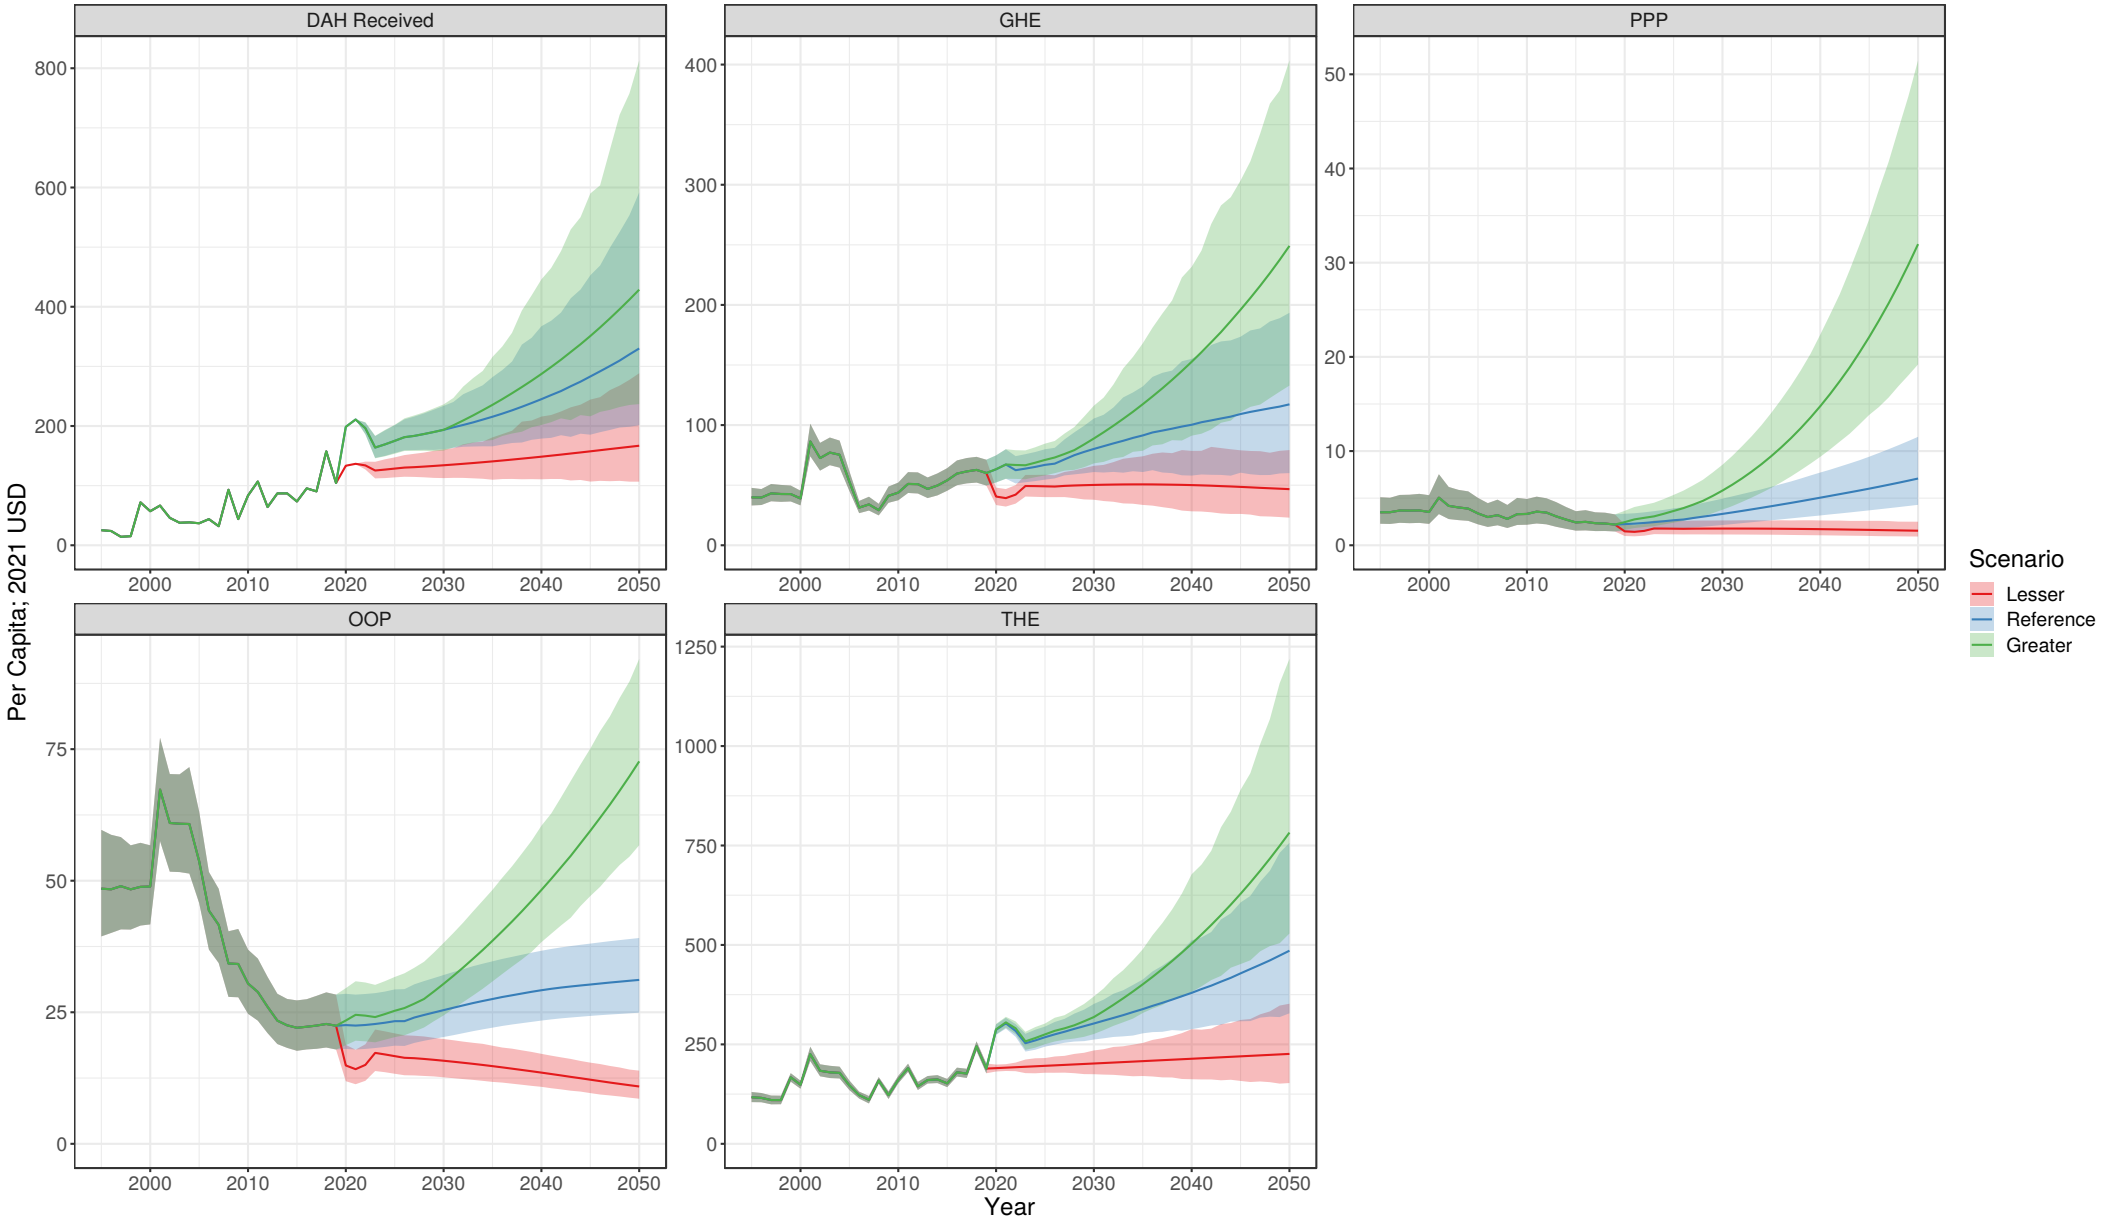 DAH Received
GHE
PPP
800
600
400
200
0
400
300
200
100
0
50
40
30
20
10
0
2000 2010 2020 2030 2040 2050
2000 2010 2020 2030 2040 2050
2000 2010 2020 2030 2040 2050
Per Capita; 2021 USD
OOP
THE
75
50
25
0
1250
1000
750
500
250
0
2000 2010 2020 2030 2040 2050
2000 2010 2020 2030 2040 2050
Year
Scenario
Lesser
Reference
Greater